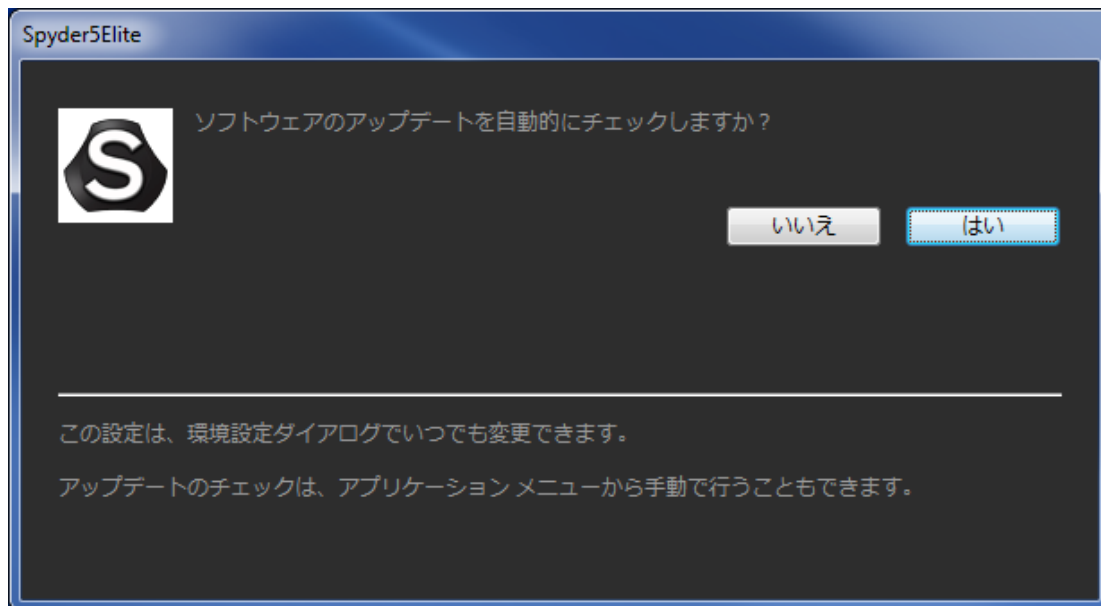 Spyder5Elite
S
ソフトウェアのアップデートを自動的にチェックしますか？
いいえ
はい
この設定は、環境設定ダイアログでいつでも変更できます。
アップデートのチェックは、アプリケーション メニューから手動で行うこともできます。